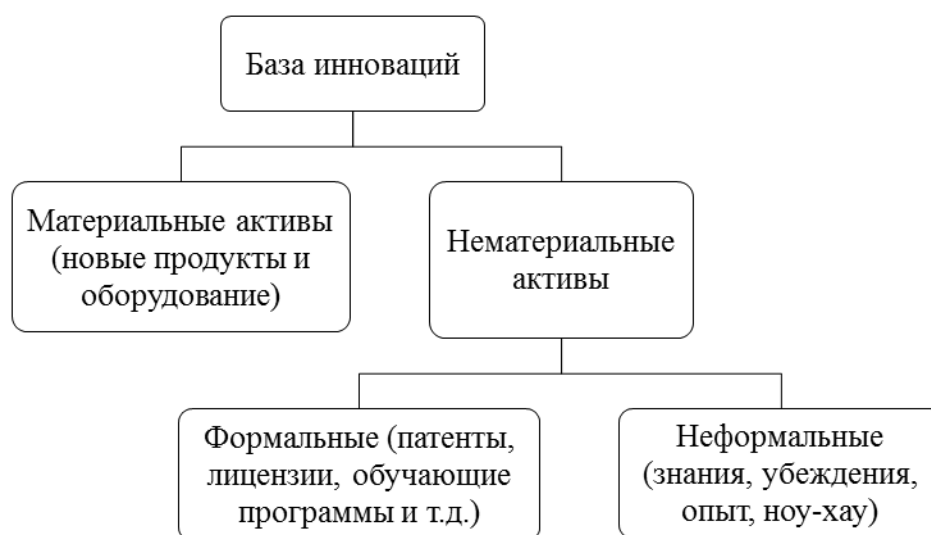 База инноваций
Материальные активы
(новые продукты и
оборудование)
Нематериальные
активы
Формальные (патенты,
лицензии, обучающие
программы и т.д.)
Неформальные
(знания, убеждения,
опыт, ноу-хау)